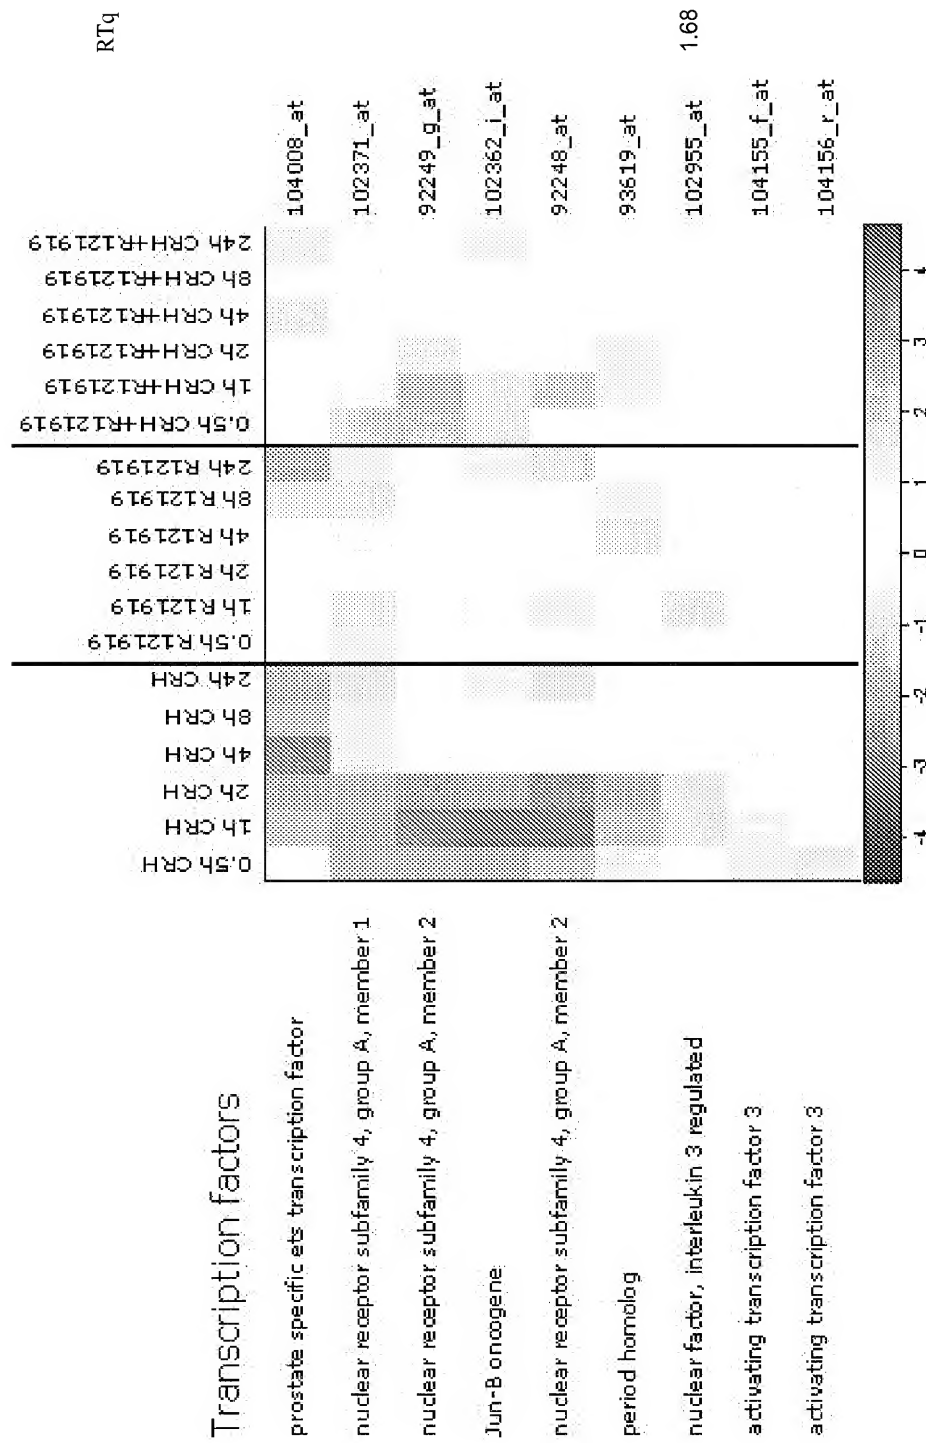 Transcription factors
RTq
0.5h CRH
1h CRH
2h CRH
4h CRH
8h CRH
24h CRH
0.5h R121919
1h R121919
2h R121919
4h R121919
8h R121919
24h R121919
0.5h CRH+R121919
1h CRH+R121919
2h CRH+R121919
4h CRH+R121919
8h CRH+R121919
24h CRH+R121919
prostate specific ets transcription factor 104008_at
nuclear receptor subfamily 4, group A, member 1 102371_at
nuclear receptor subfamily 4, group A, member 2 92249_g_at
Jun-B oncogene 102362_i_at
nuclear receptor subfamily 4, group A, member 2 92248_at
period homolog 93619_at
nuclear factor, interleukin 3 regulated 102955_at 1.68
activating transcription factor 3 104155_f_at
activating transcription factor 3 104156_r_at
-4 -3 -2 -1 0 1 2 3 4